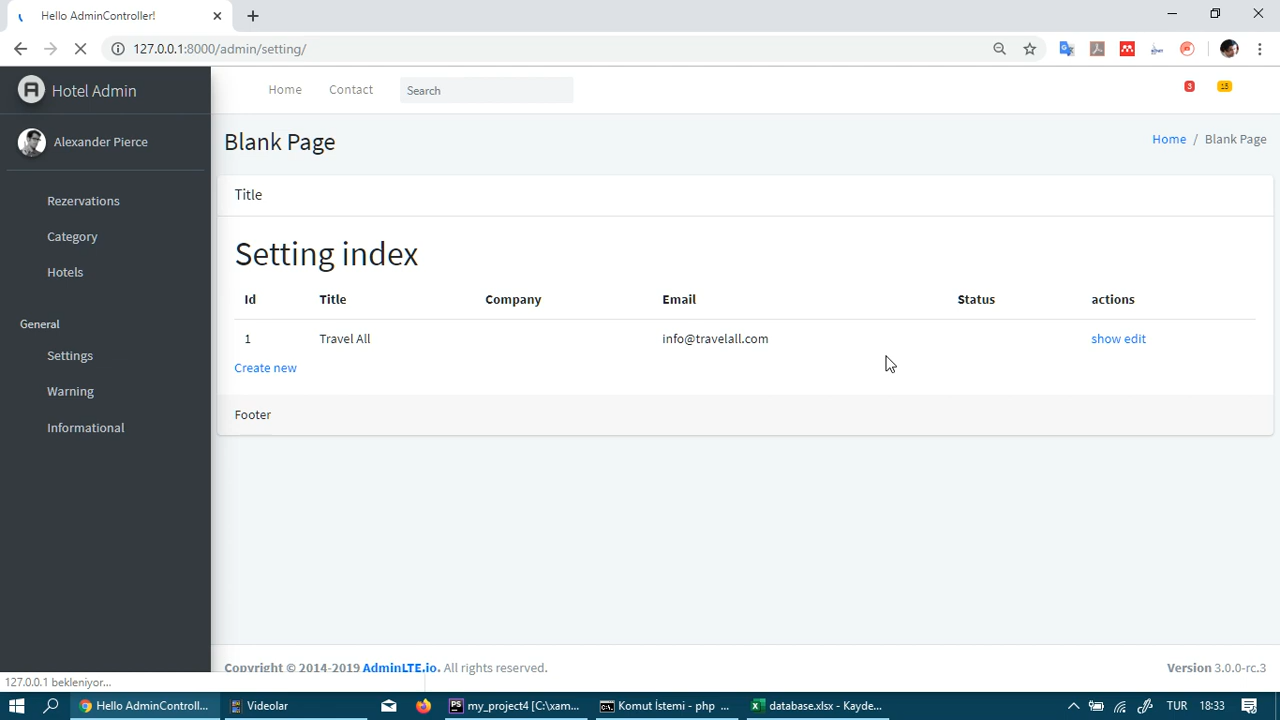 Hello AdminController!
127.0.0.1:8000/admin/setting/
Hotel Admin
Home
Contact
Search
3
15
Alexander Pierce
Blank Page
Home / Blank Page
Rezervations
Category
Hotels
General
Settings
Warning
Informational
Title
Setting index
Id Title Company Email Status actions
1 Travel All info@travelall.com show edit
Create new
Footer
Copyright © 2014-2019 AdminLTE.io. All rights reserved.
Version 3.0.0-rc.3
127.0.0.1 bekleniyor...
Hello AdminControll...
Videolar
my_project4 [C:\xam...
Komut İstemi - php ...
database.xlsx - Kayde...
TUR
18:33